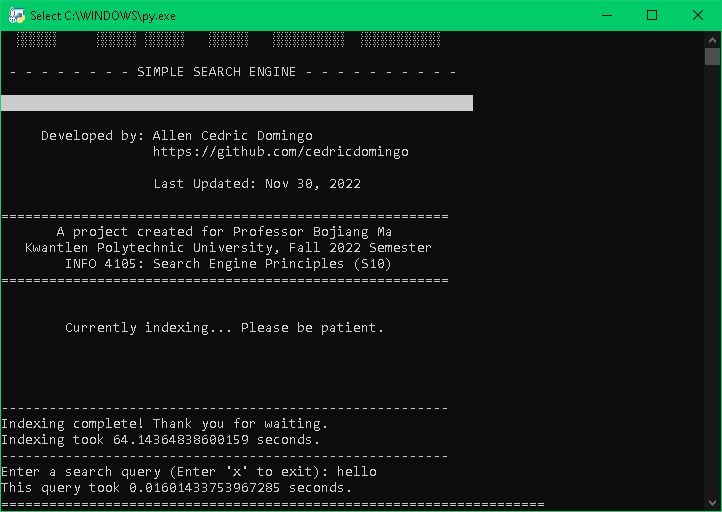 Select C:\WINDOWS\py.exe
- - - - - - - - SIMPLE SEARCH ENGINE - - - - - - - - - -
Developed by: Allen Cedric Domingo
https://github.com/cedricdomingo
Last Updated: Nov 30, 2022
========================================================
A project created for Professor Bojiang Ma
Kwantlen Polytechnic University, Fall 2022 Semester
INFO 4105: Search Engine Principles (S10)
========================================================
Currently indexing... Please be patient.
--------------------------------------------------------
Indexing complete! Thank you for waiting.
Indexing took 64.14364838600159 seconds.
--------------------------------------------------------
Enter a search query (Enter 'x' to exit): hello
This query took 0.01601433753967285 seconds.
====================================================================